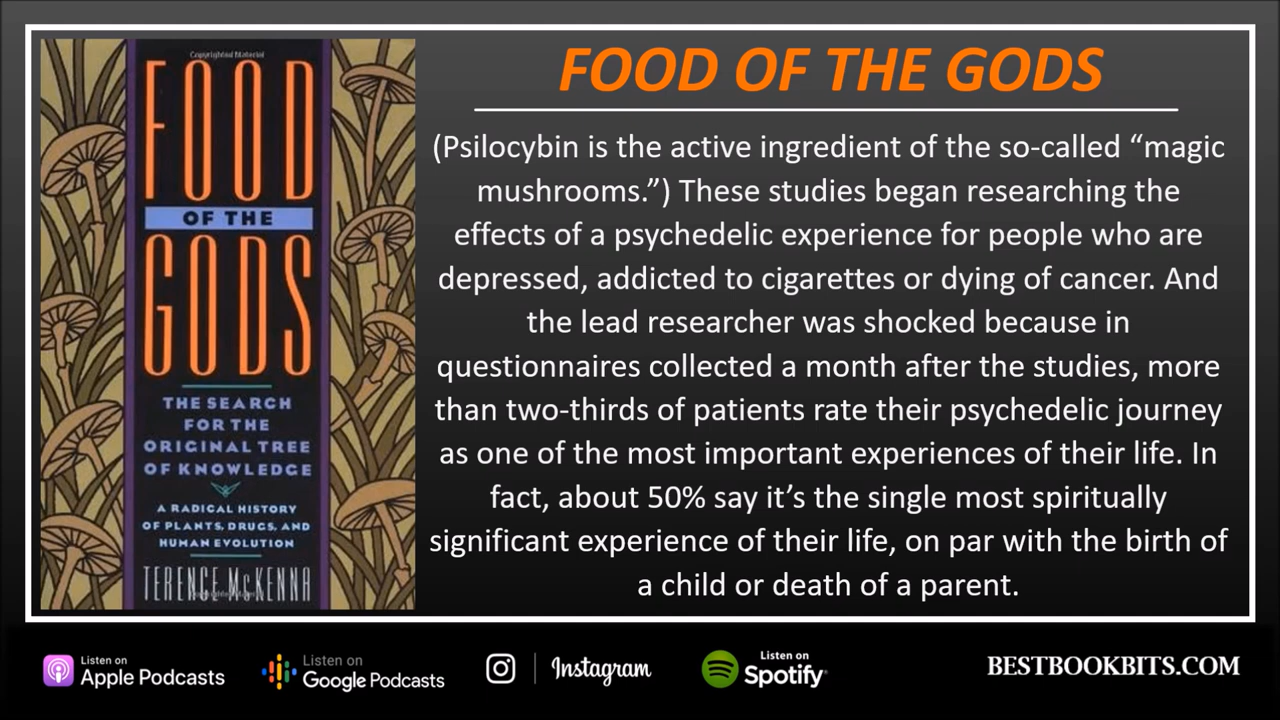 Copyrighted Material
FOOD
OF THE
GODS
THE SEARCH
FOR THE
ORIGINAL TREE
OF KNOWLEDGE
A RADICAL HISTORY
OF PLANTS, DRUGS, AND
HUMAN EVOLUTION
TERENCE McKENNA
FOOD OF THE GODS
(Psilocybin is the active ingredient of the so-called “magic
mushrooms.”) These studies began researching the
effects of a psychedelic experience for people who are
depressed, addicted to cigarettes or dying of cancer. And
the lead researcher was shocked because in
questionnaires collected a month after the studies, more
than two-thirds of patients rate their psychedelic journey
as one of the most important experiences of their life. In
fact, about 50% say it’s the single most spiritually
significant experience of their life, on par with the birth of
a child or death of a parent.
Listen on
Apple Podcasts
Listen on
Google Podcasts
Instagram
Listen on
Spotify
BESTBOOKBITS.COM